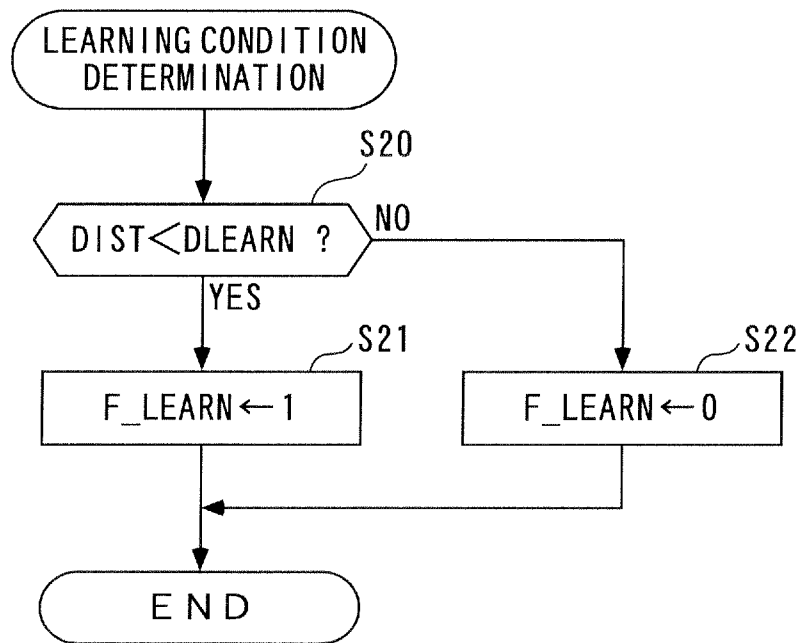 LEARNING CONDITION
DETERMINATION
S20
DIST<DLEARN ?
NO
YES
S21
F_LEARN←1
S22
F_LEARN←0
END